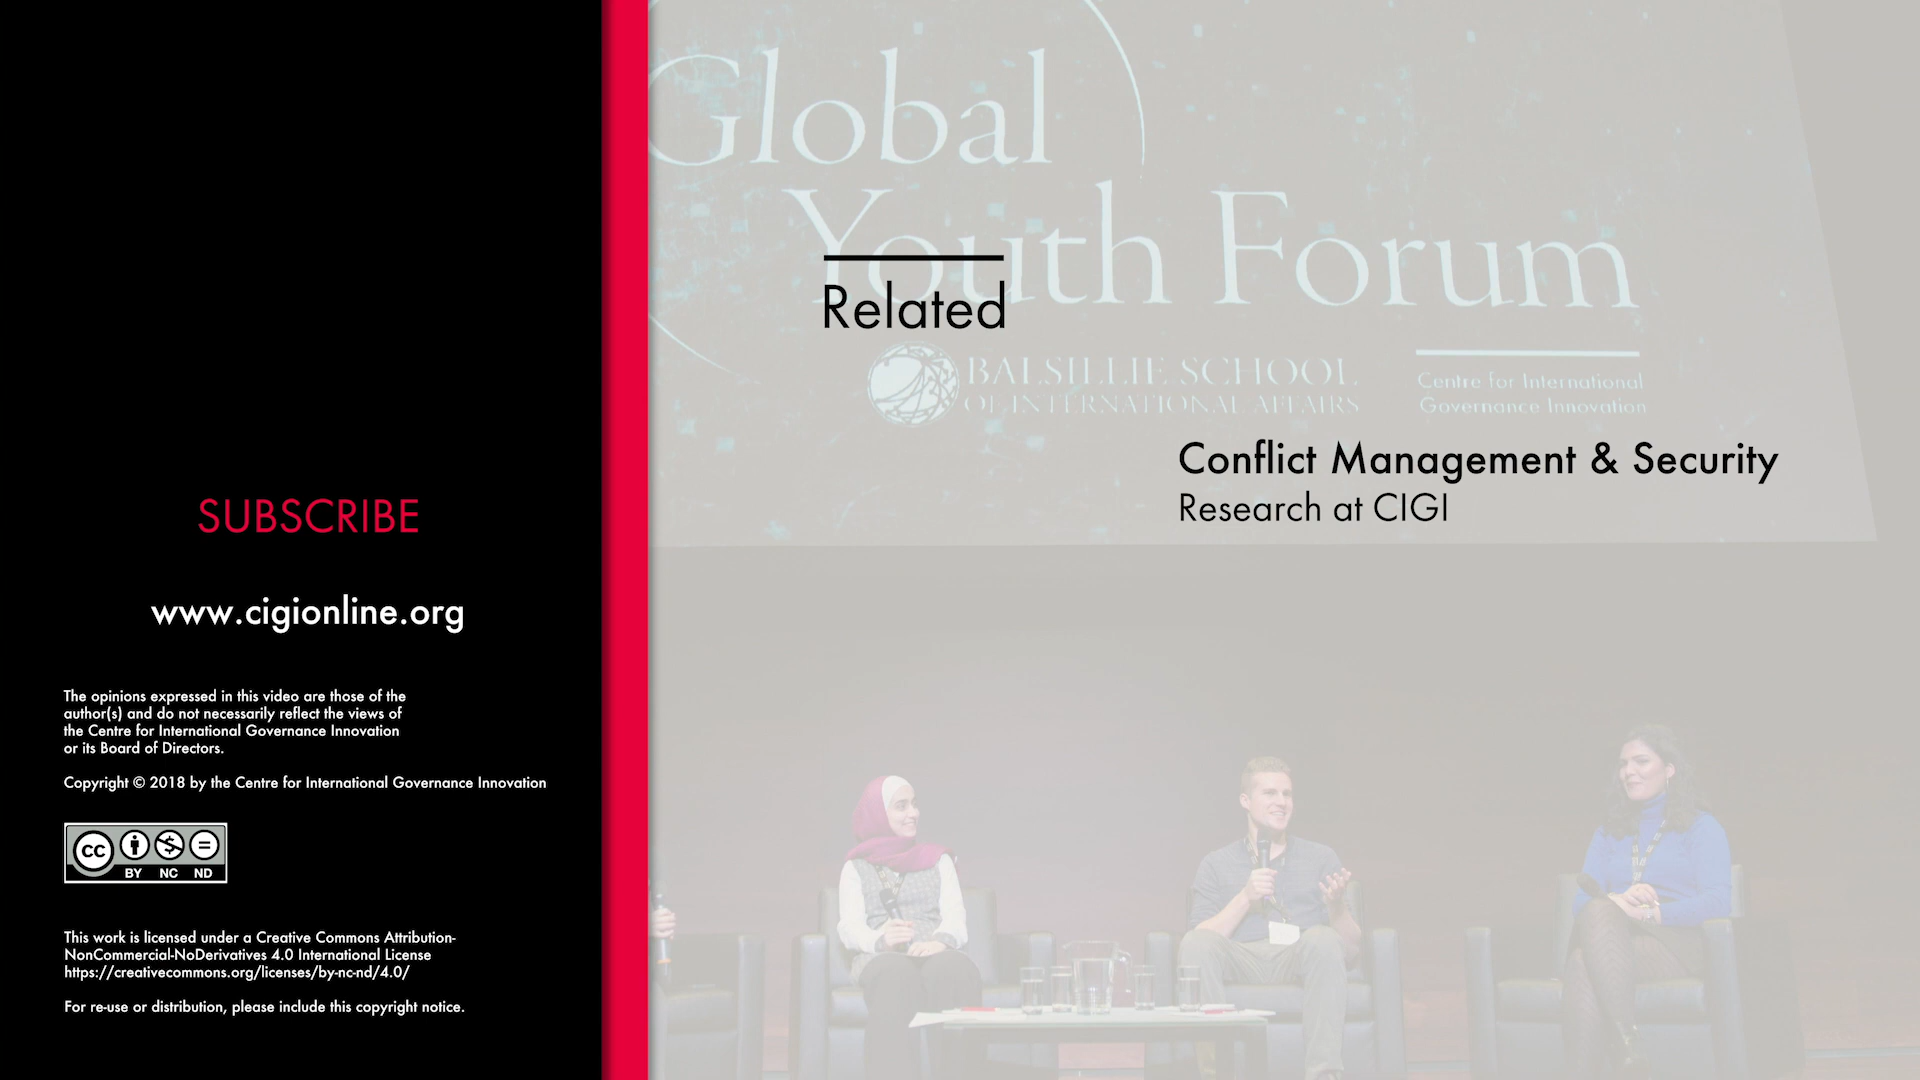 SUBSCRIBE
www.cigionline.org
The opinions expressed in this video are those of the
author(s) and do not necessarily reflect the views of
the Centre for International Governance Innovation
or its Board of Directors.
Copyright © 2018 by the Centre for International Governance Innovation
CC
BY NC ND
This work is licensed under a Creative Commons Attribution-
NonCommercial-NoDerivatives 4.0 International License
https://creativecommons.org/licenses/by-nc-nd/4.0/
For re-use or distribution, please include this copyright notice.
Global
Youth Forum
Related
BALSILLIE SCHOOL
OF INTERNATIONAL AFFAIRS
Centre for International
Governance Innovation
Conflict Management & Security
Research at CIGI